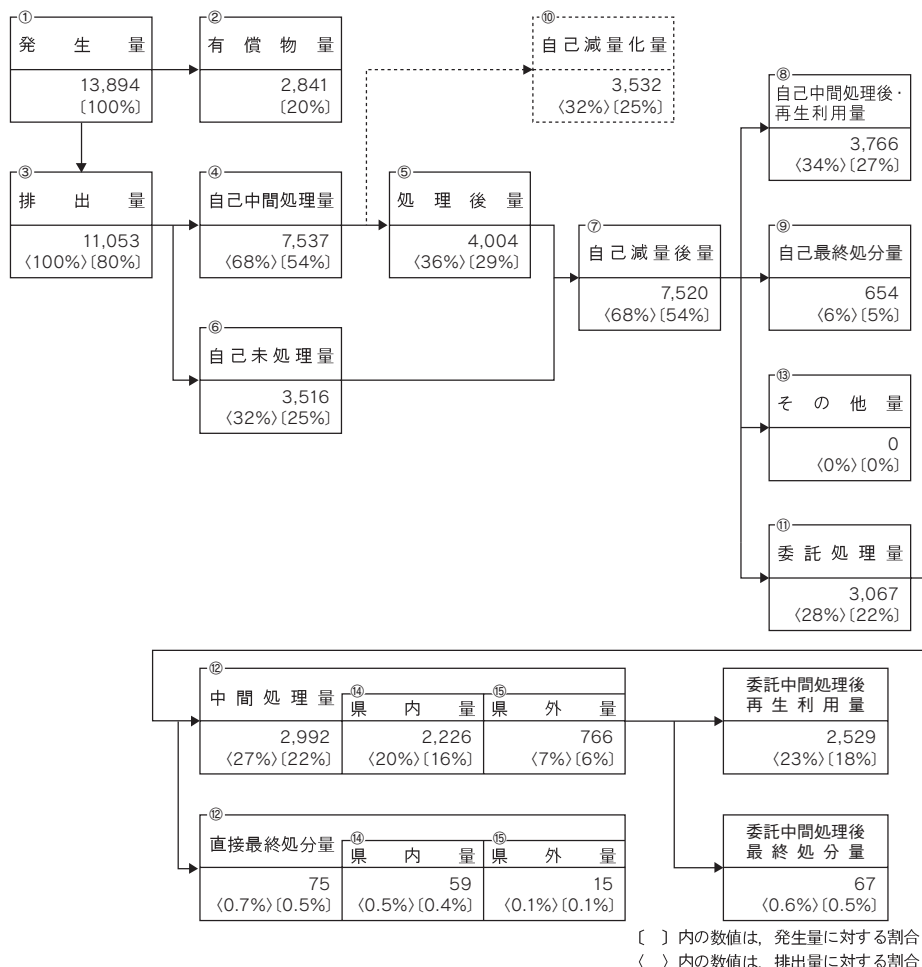 ①
発生量
13,894
〔100%〕
②
有償物量
2,841
〔20%〕
⑩
自己減量化量
3,532
〈32%〉〔25%〕
⑧
自己中間処理後・
再生利用量
3,766
〈34%〉〔27%〕
③
排出量
11,053
〈100%〉〔80%〕
④
自己中間処理量
7,537
〈68%〉〔54%〕
⑤
処理後量
4,004
〈36%〉〔29%〕
⑦
自己減量後量
7,520
〈68%〉〔54%〕
⑨
自己最終処分量
654
〈6%〉〔5%〕
⑥
自己未処理量
3,516
〈32%〉〔25%〕
⑬
その他量
0
〈0%〉〔0%〕
⑪
委託処理量
3,067
〈28%〉〔22%〕
⑫
中間処理量
2,992
〈27%〉〔22%〕
⑭
県内量
2,226
〈20%〉〔16%〕
⑮
県外量
766
〈7%〉〔6%〕
委託中間処理後
再生利用量
2,529
〈23%〉〔18%〕
⑫
直接最終処分量
75
〈0.7%〉〔0.5%〕
⑭
県内量
59
〈0.5%〉〔0.4%〕
⑮
県外量
15
〈0.1%〉〔0.1%〕
委託中間処理後
最終処分量
67
〈0.6%〉〔0.5%〕
〔　〕内の数値は，発生量に対する割合
〈　〉内の数値は，排出量に対する割合